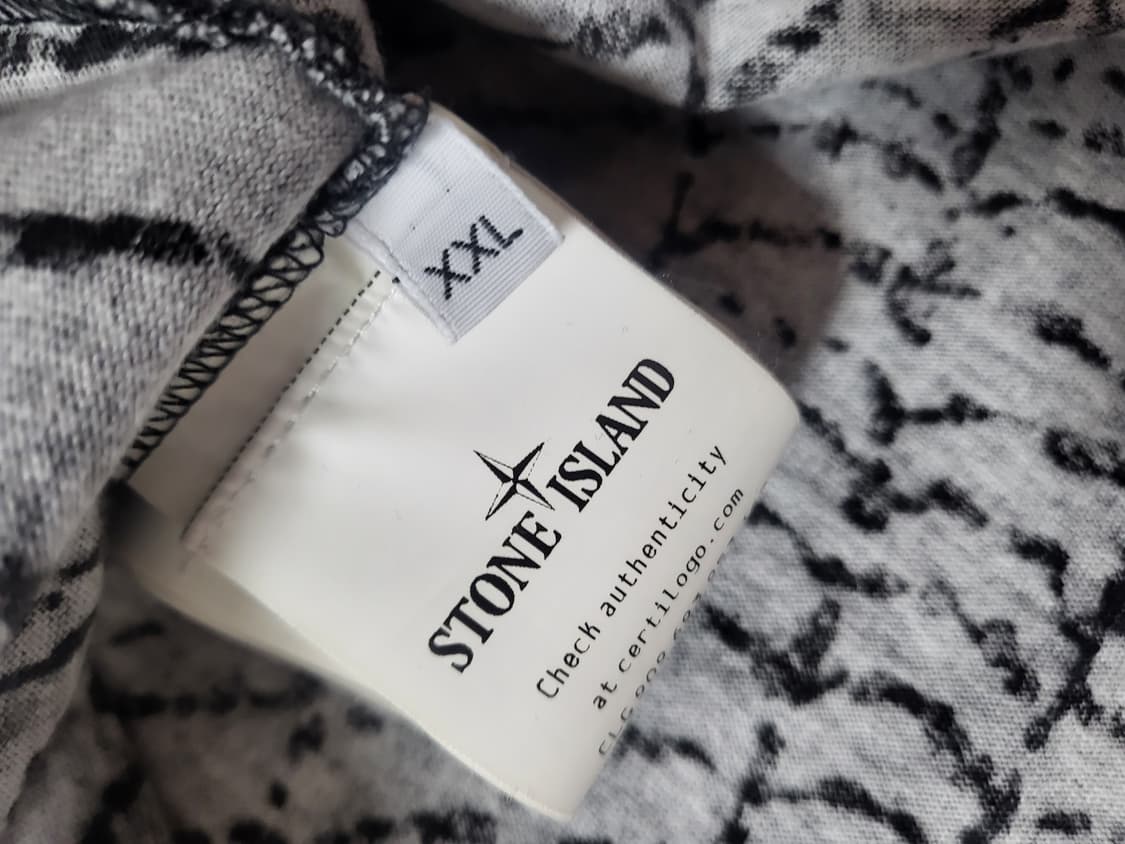 XXL
STONE ISLAND
Check authenticity
at certilogo.com